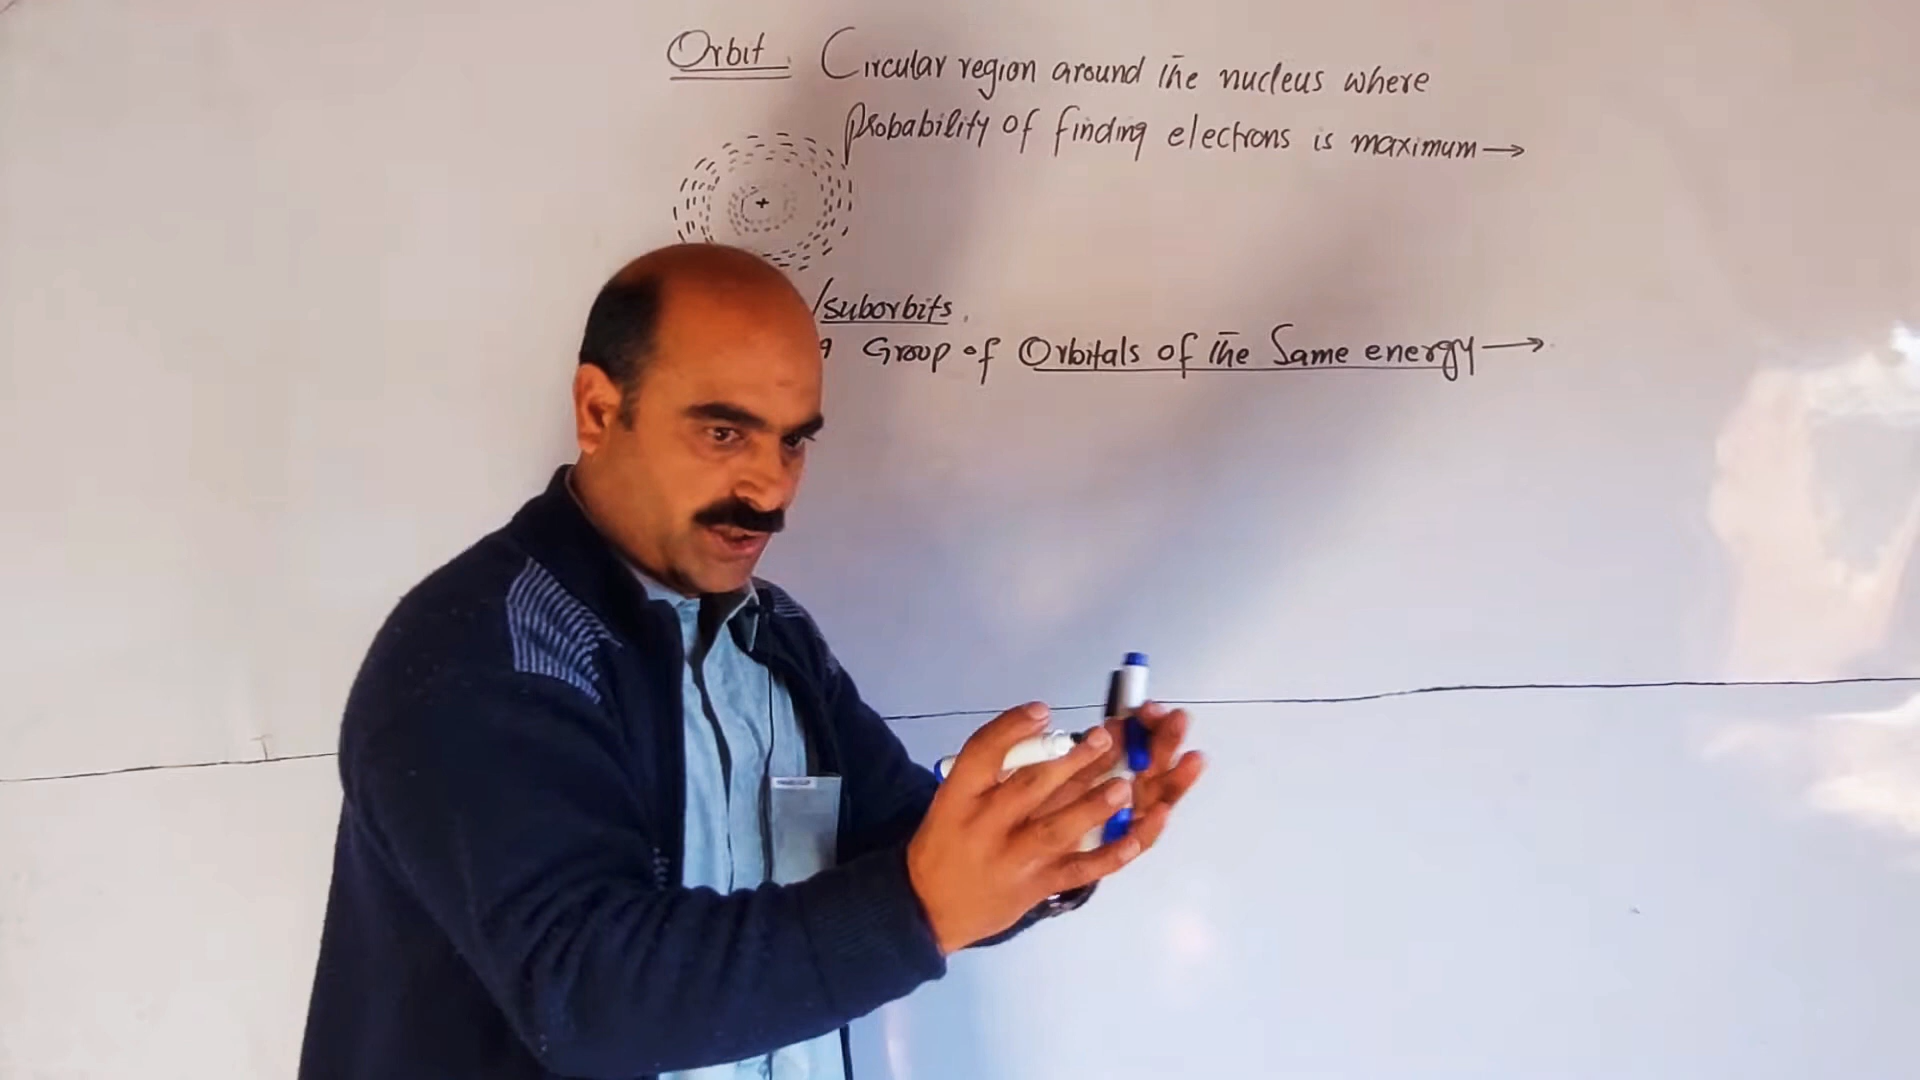 Orbit. Circular region around the nucleus where
probability of finding electrons is maximum →
+
/suborbits.
Group of Orbitals of the Same energy →